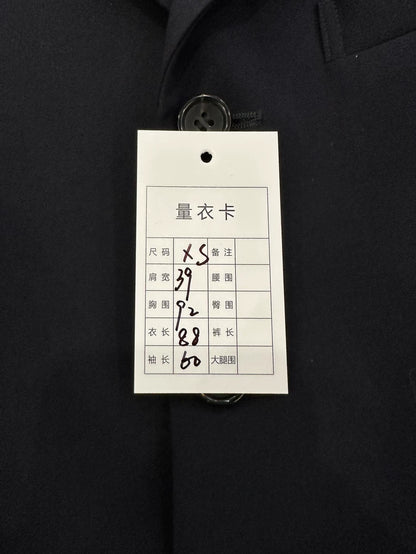 量衣卡
尺码 XS 备注
肩宽 39 腰围
胸围 92 臀围
衣长 88 裤长
袖长 60 大腿围